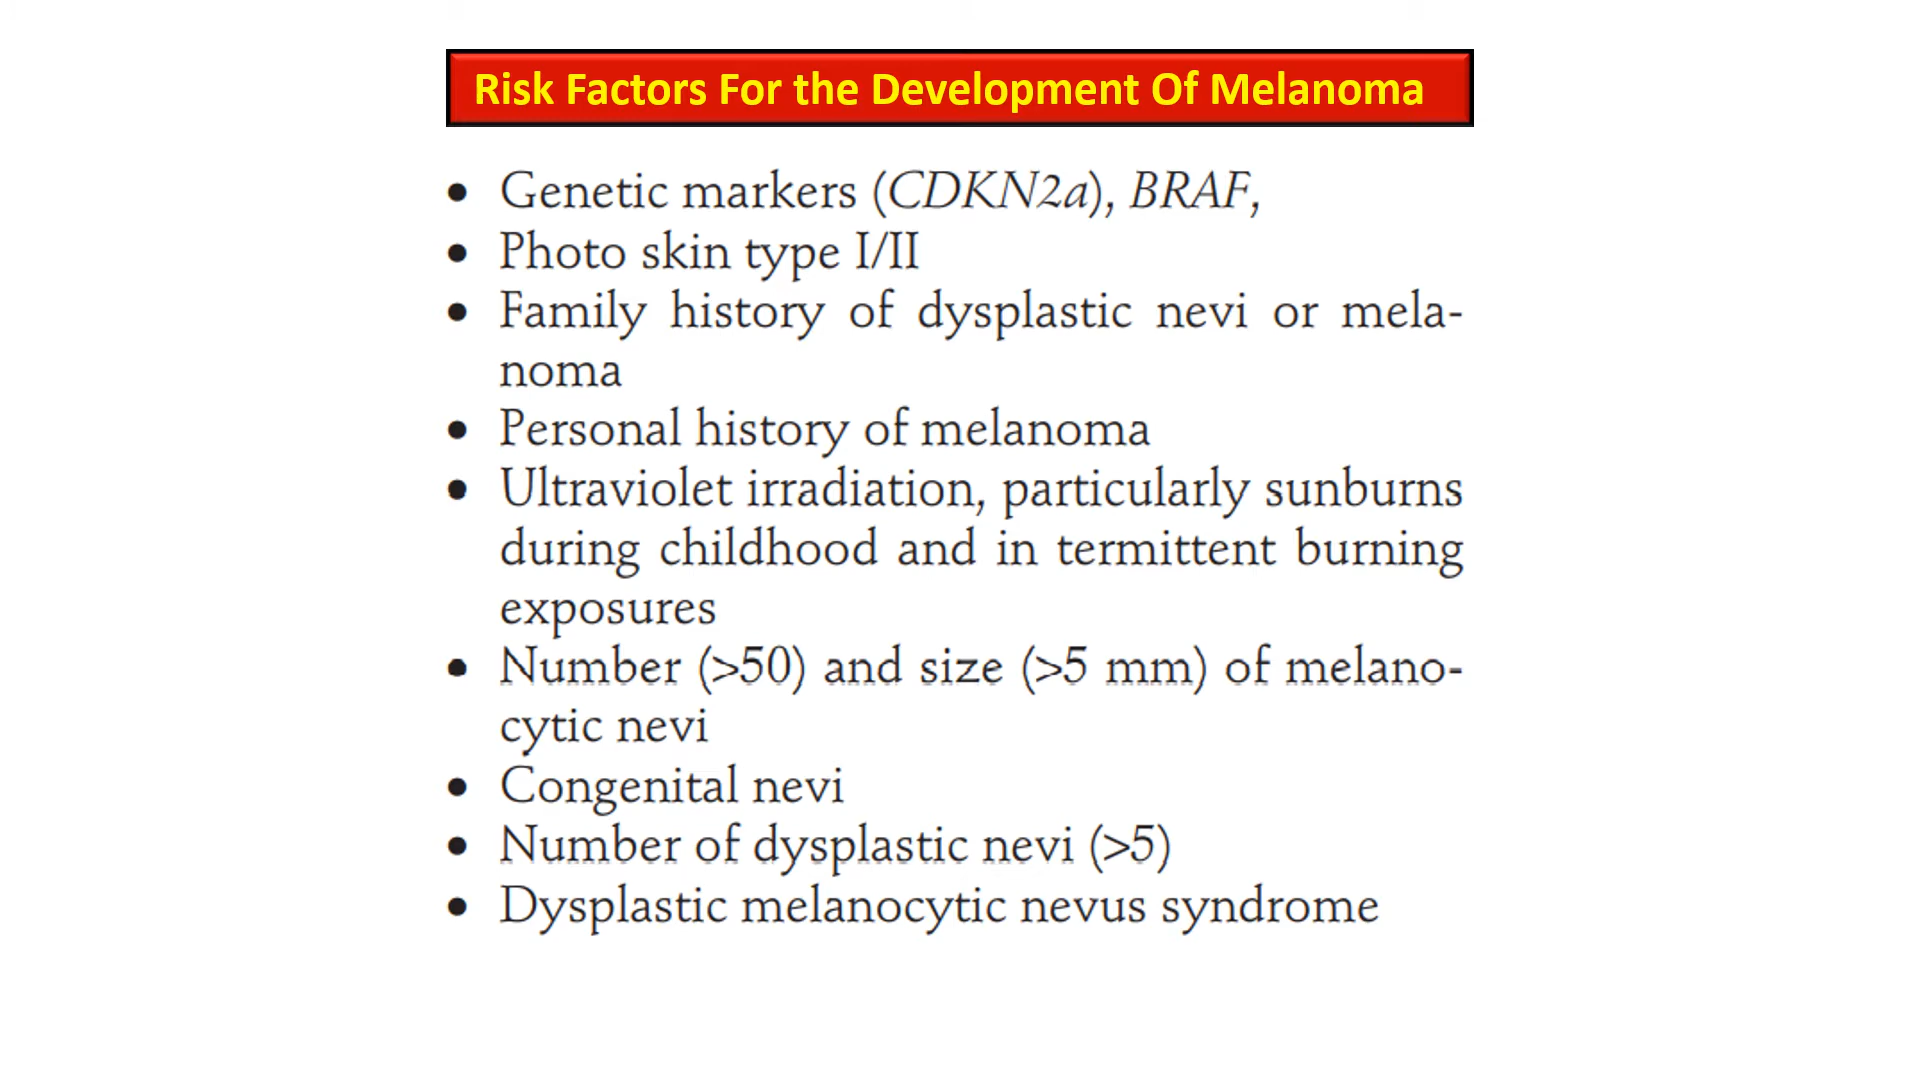 Risk Factors For the Development Of Melanoma
• Genetic markers (CDKN2a), BRAF,
• Photo skin type I/II
• Family history of dysplastic nevi or mela-
noma
• Personal history of melanoma
• Ultraviolet irradiation, particularly sunburns
during childhood and in termittent burning
exposures
• Number (>50) and size (>5 mm) of melano-
cytic nevi
• Congenital nevi
• Number of dysplastic nevi (>5)
• Dysplastic melanocytic nevus syndrome